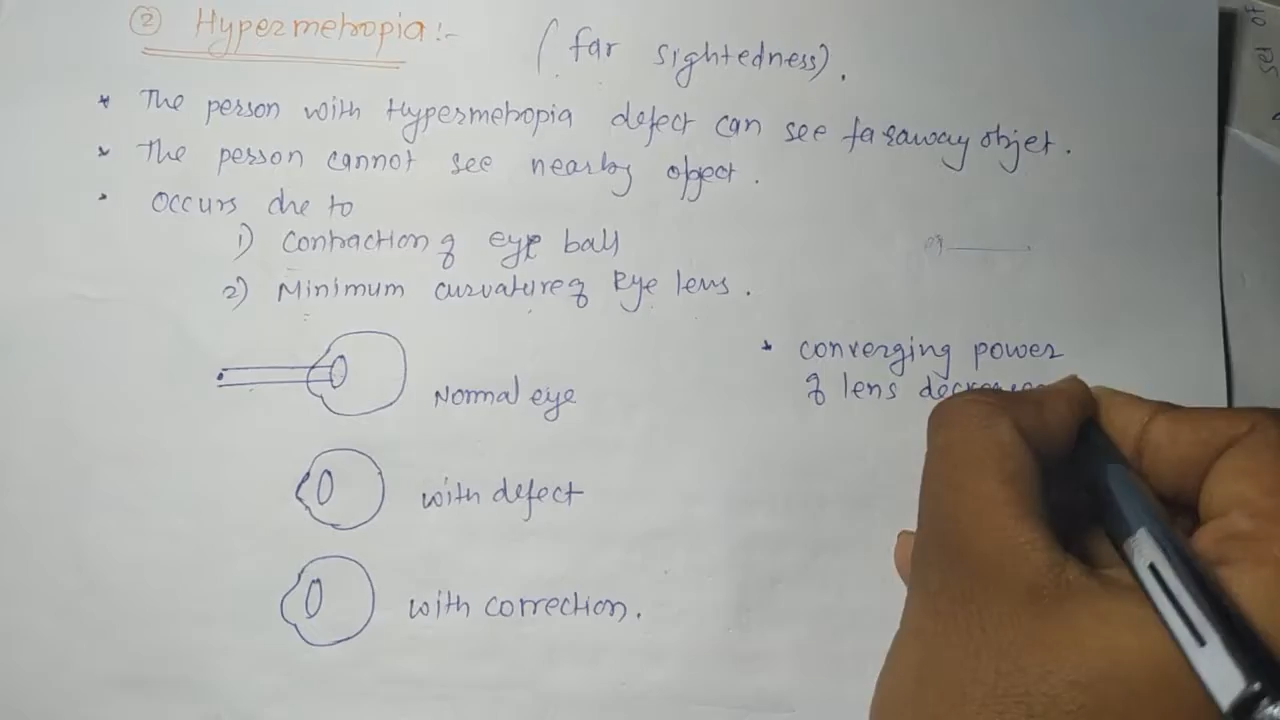 ② Hypermetropia :-
(far sightedness).
* The person with Hypermetropia defect can see faraway objet.
* The person cannot see nearby object.
• Occurs due to
1) Contraction of eye ball
2) Minimum curvature of Eye lens.
Normal eye
* converging power
of lens
with defect
with correction.
sel of